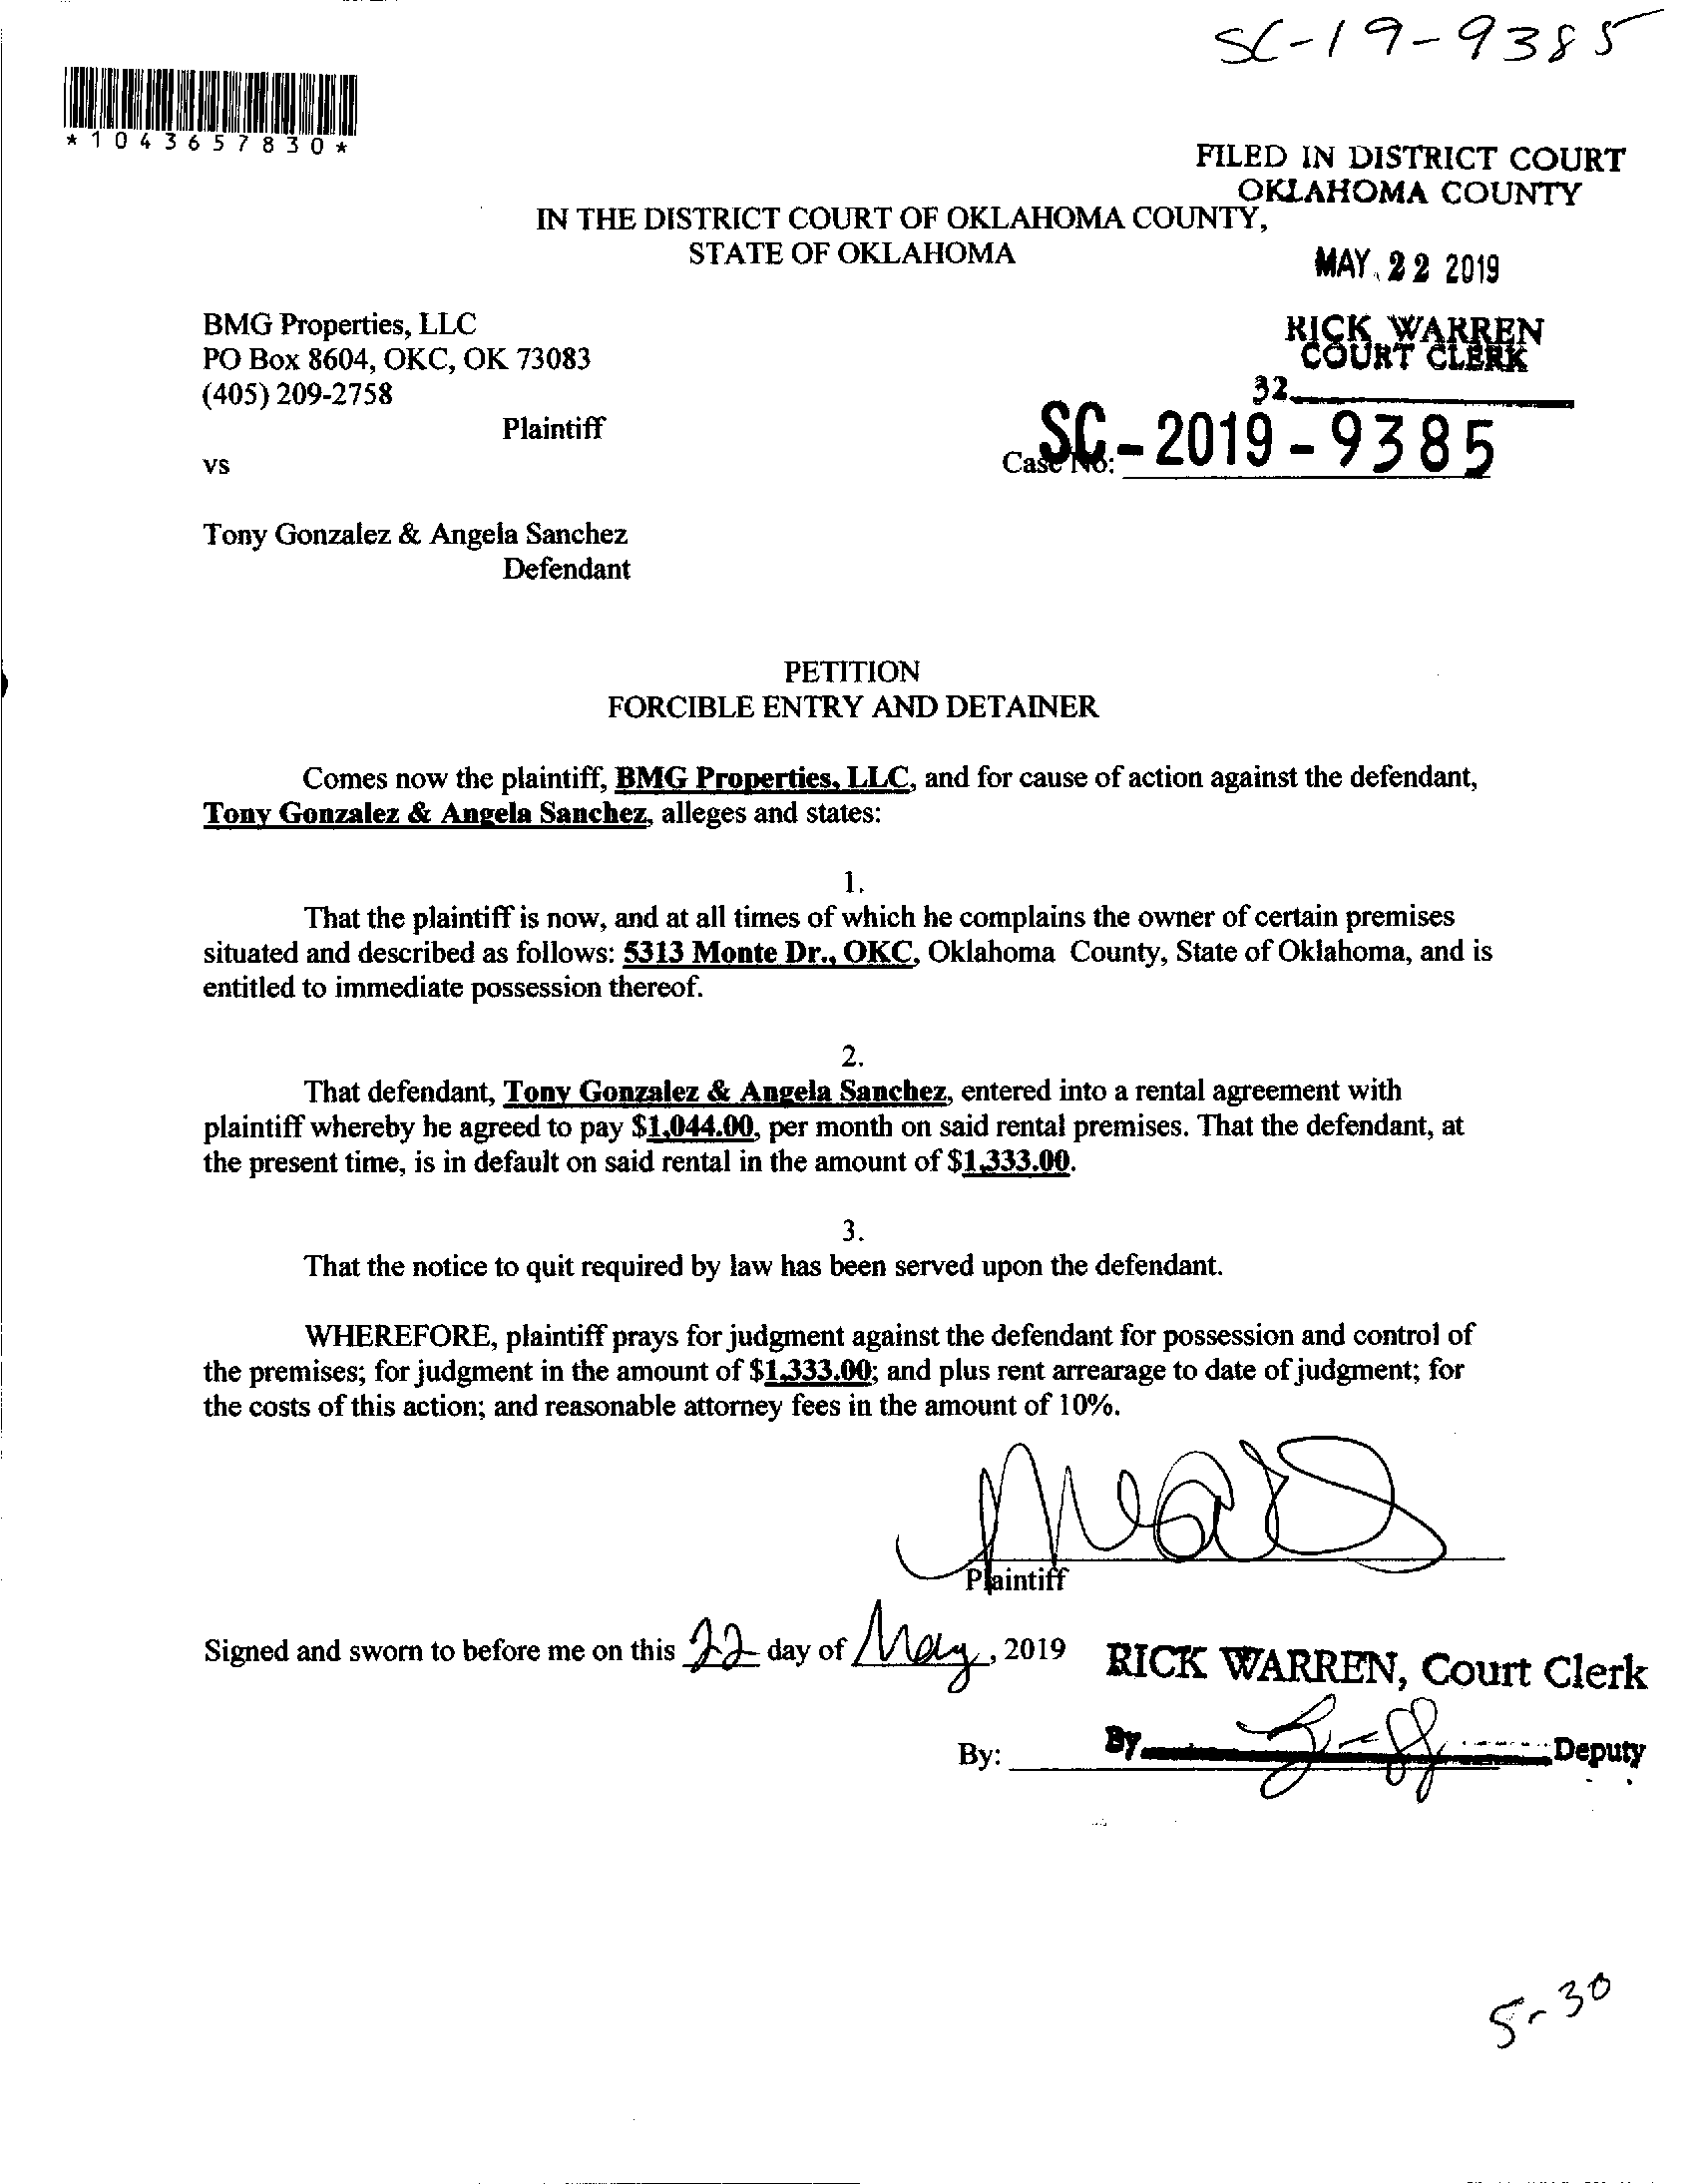 SC-19-9385
*1043657830*
FILED IN DISTRICT COURT
OKLAHOMA COUNTY
IN THE DISTRICT COURT OF OKLAHOMA COUNTY,
STATE OF OKLAHOMA
MAY 22 2019
BMG Properties, LLC
RICK WARREN
PO Box 8604, OKC, OK 73083
COURT CLERK
(405) 209-2758
32
Plaintiff
vs
Case No: SC-2019-9385
Tony Gonzalez & Angela Sanchez
Defendant
PETITION
FORCIBLE ENTRY AND DETAINER
Comes now the plaintiff, BMG Properties, LLC, and for cause of action against the defendant,
Tony Gonzalez & Angela Sanchez, alleges and states:
1.
That the plaintiff is now, and at all times of which he complains the owner of certain premises
situated and described as follows: 5313 Monte Dr., OKC, Oklahoma County, State of Oklahoma, and is
entitled to immediate possession thereof.
2.
That defendant, Tony Gonzalez & Angela Sanchez, entered into a rental agreement with
plaintiff whereby he agreed to pay $1,044.00, per month on said rental premises. That the defendant, at
the present time, is in default on said rental in the amount of $1,333.00.
3.
That the notice to quit required by law has been served upon the defendant.
WHEREFORE, plaintiff prays for judgment against the defendant for possession and control of
the premises; for judgment in the amount of $1,333.00; and plus rent arrearage to date of judgment; for
the costs of this action; and reasonable attorney fees in the amount of 10%.
Plaintiff
Signed and sworn to before me on this 22 day of May, 2019
RICK WARREN, Court Clerk
By: By Deputy
5-30